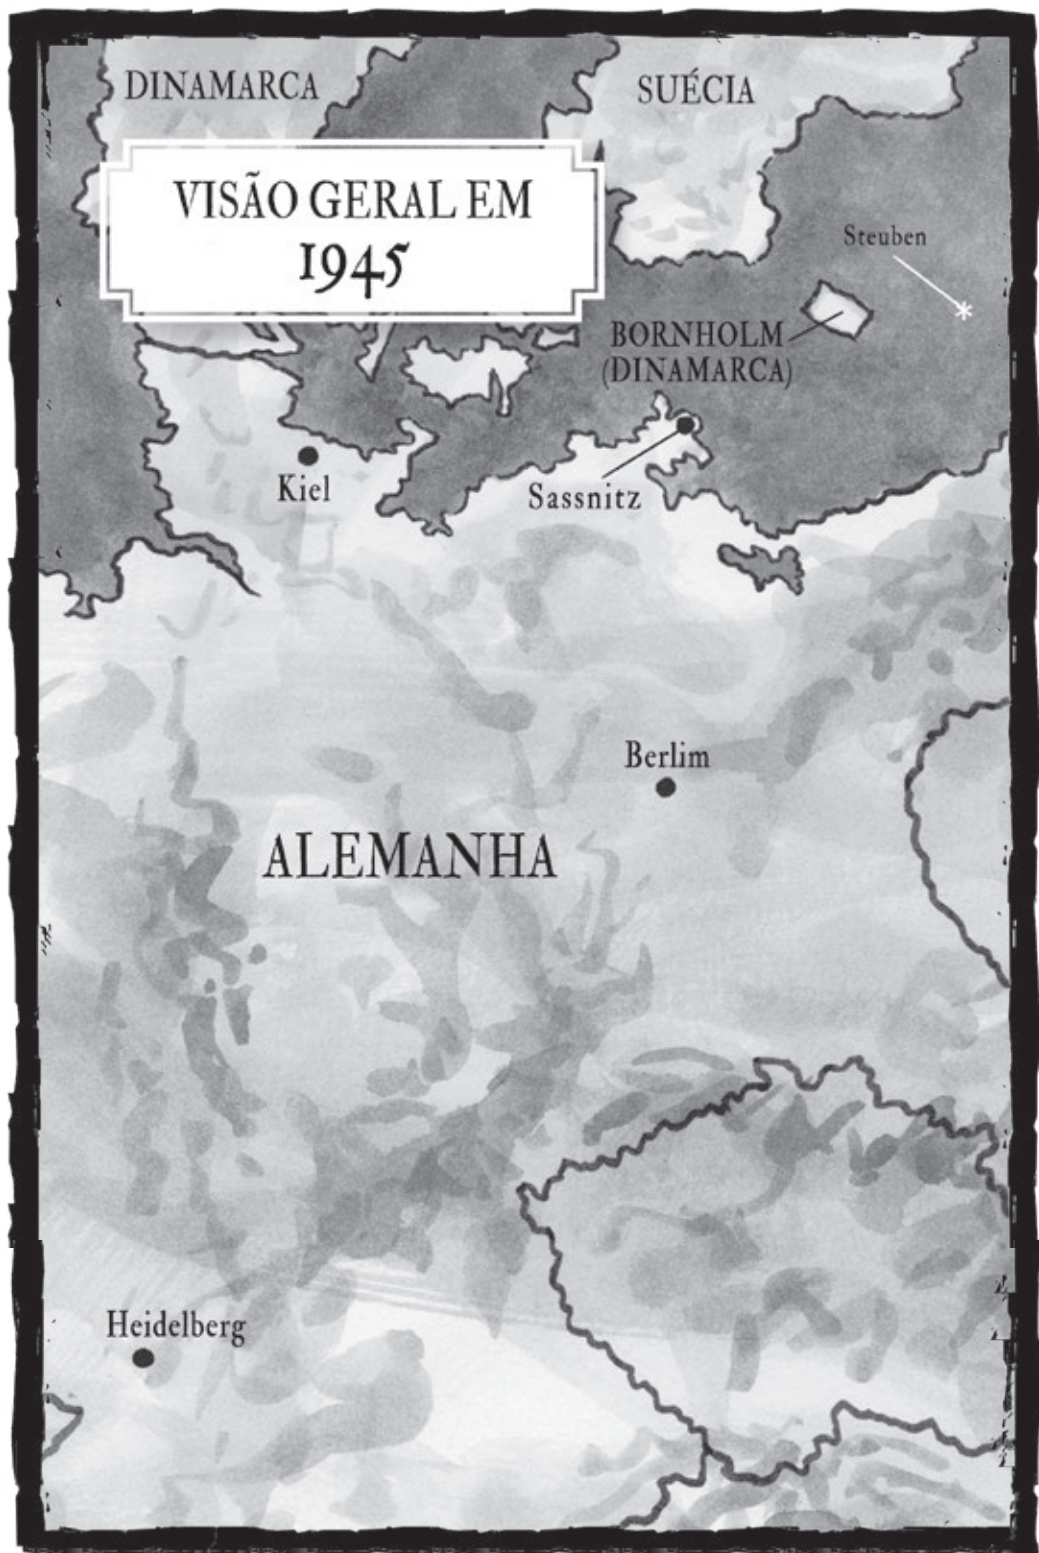 DINAMARCA
SUÉCIA
VISÃO GERAL EM
1945
Steuben
BORNHOLM
(DINAMARCA)
Kiel
Sassnitz
Berlim
ALEMANHA
Heidelberg